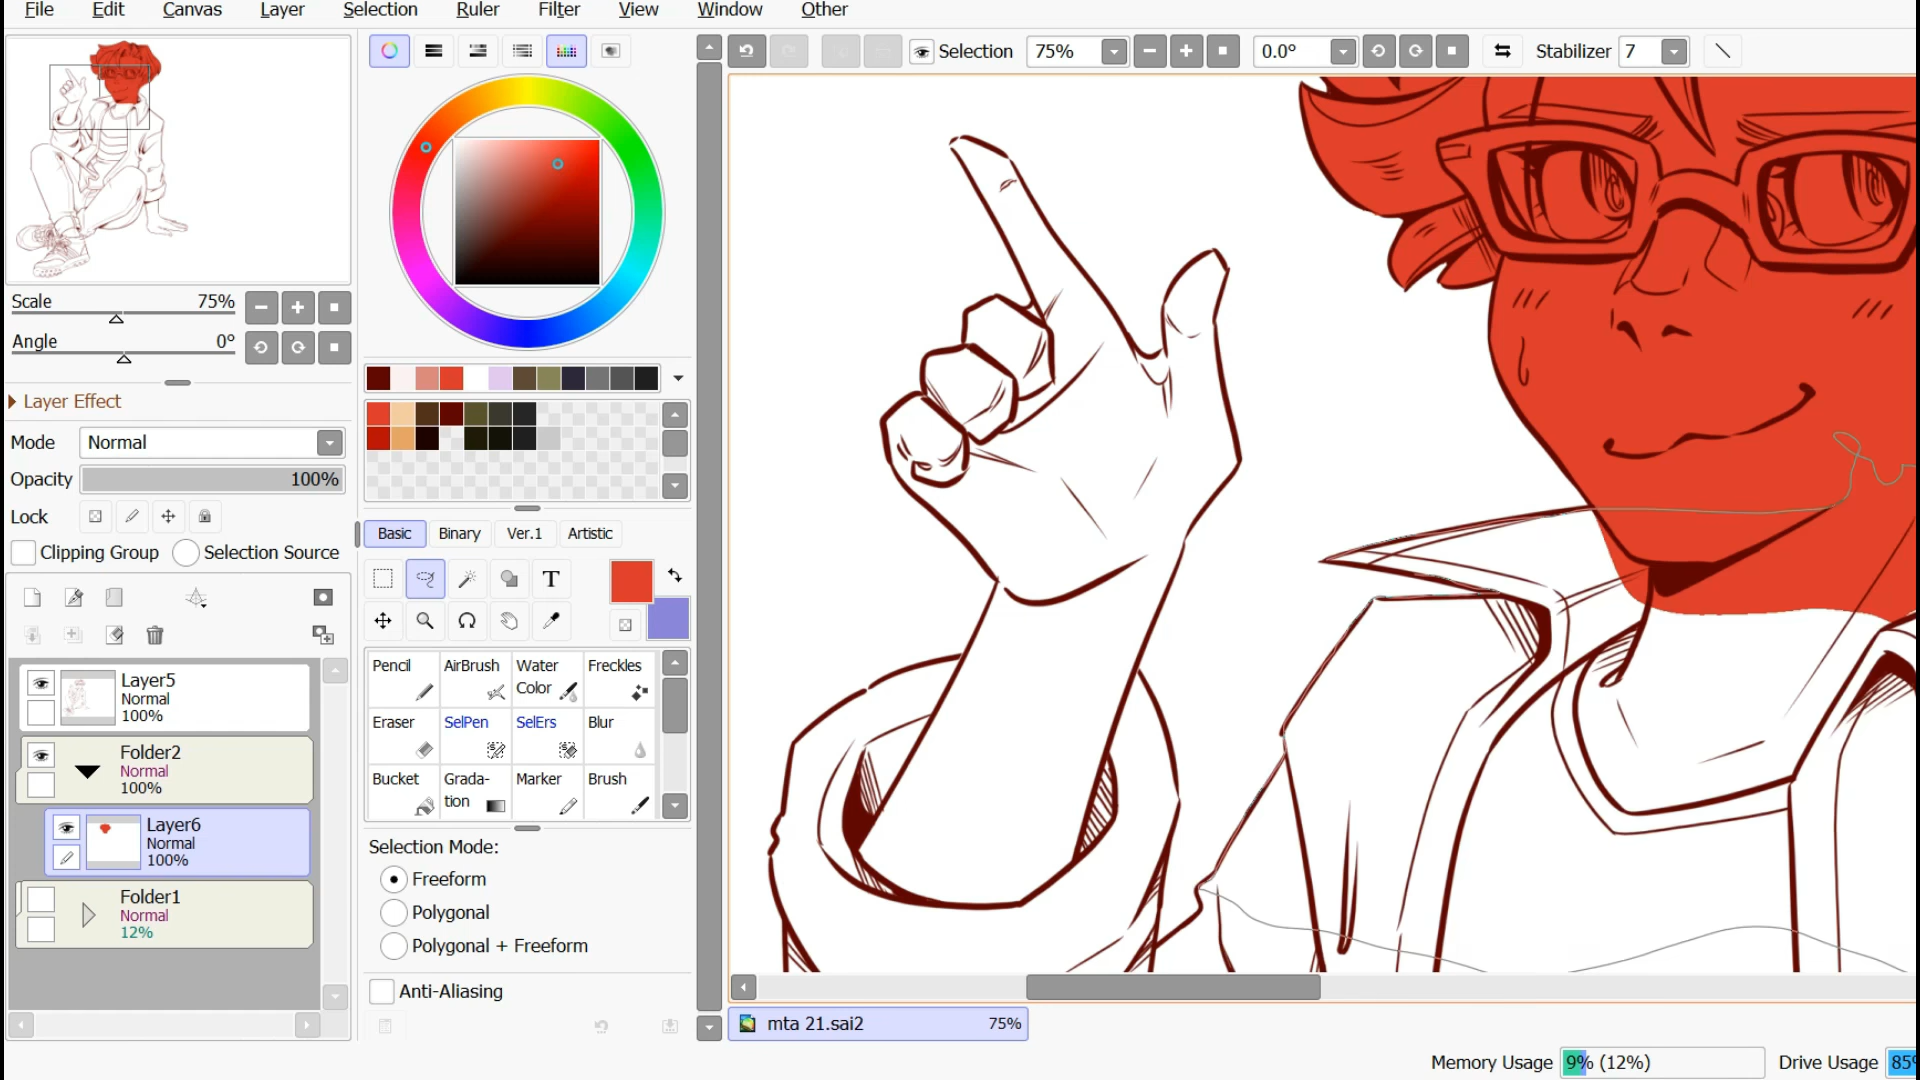 File Edit Canvas Layer Selection Ruler Filter View Window Other
Selection 75% 0.0° Stabilizer 7
Scale 75%
Angle 0°
Layer Effect
Mode Normal
Opacity 100%
Lock
Clipping Group Selection Source
Layer5
Normal
100%
Folder2
Normal
100%
Layer6
Normal
100%
Folder1
Normal
12%
Basic Binary Ver.1 Artistic
T
Pencil AirBrush Water Color Freckles
Eraser SelPen SelErs Blur
Bucket Grada-tion Marker Brush
Selection Mode:
Freeform
Polygonal
Polygonal + Freeform
Anti-Aliasing
mta 21.sai2 75%
Memory Usage 9% (12%) Drive Usage 85%